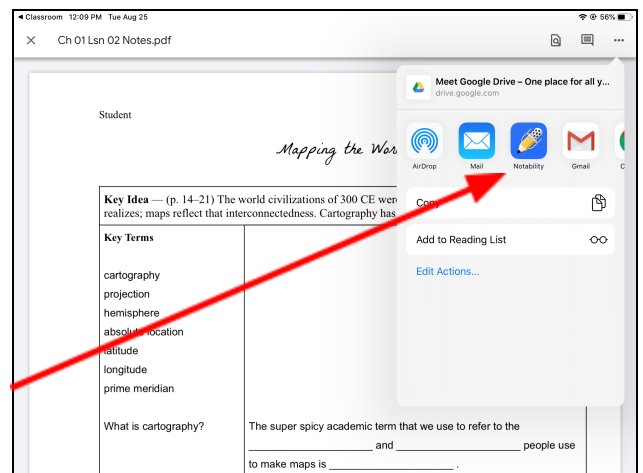 Classroom 12:09 PM Tue Aug 25 56%
Ch 01 Lsn 02 Notes.pdf
Meet Google Drive – One place for all y...
drive.google.com
AirDrop Mail Notability Gmail
Copy
Add to Reading List
Edit Actions...
Student
Mapping the Wor
Key Idea — (p. 14–21) The world civilizations of 300 CE were
realizes; maps reflect that interconnectedness. Cartography has
Key Terms
cartography
projection
hemisphere
absolute location
latitude
longitude
prime meridian
What is cartography? The super spicy academic term that we use to refer to the
and people use
to make maps is .